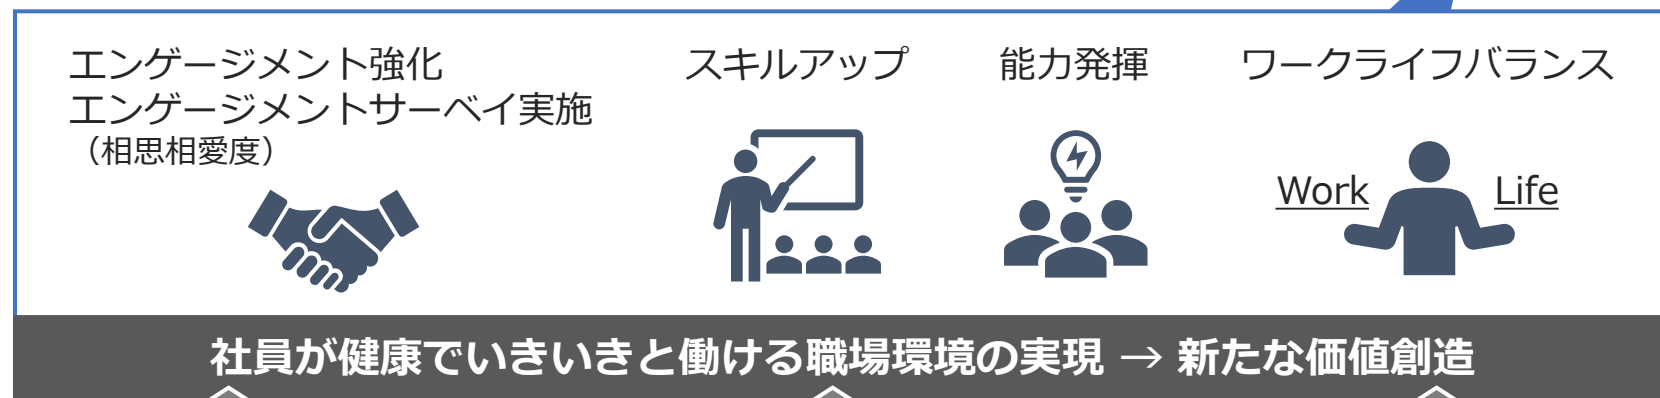 エンゲージメント強化
エンゲージメントサーベイ実施
（相思相愛度）
スキルアップ
能力発揮
ワークライフバランス
Work
Life
社員が健康でいきいきと働ける職場環境の実現 → 新たな価値創造